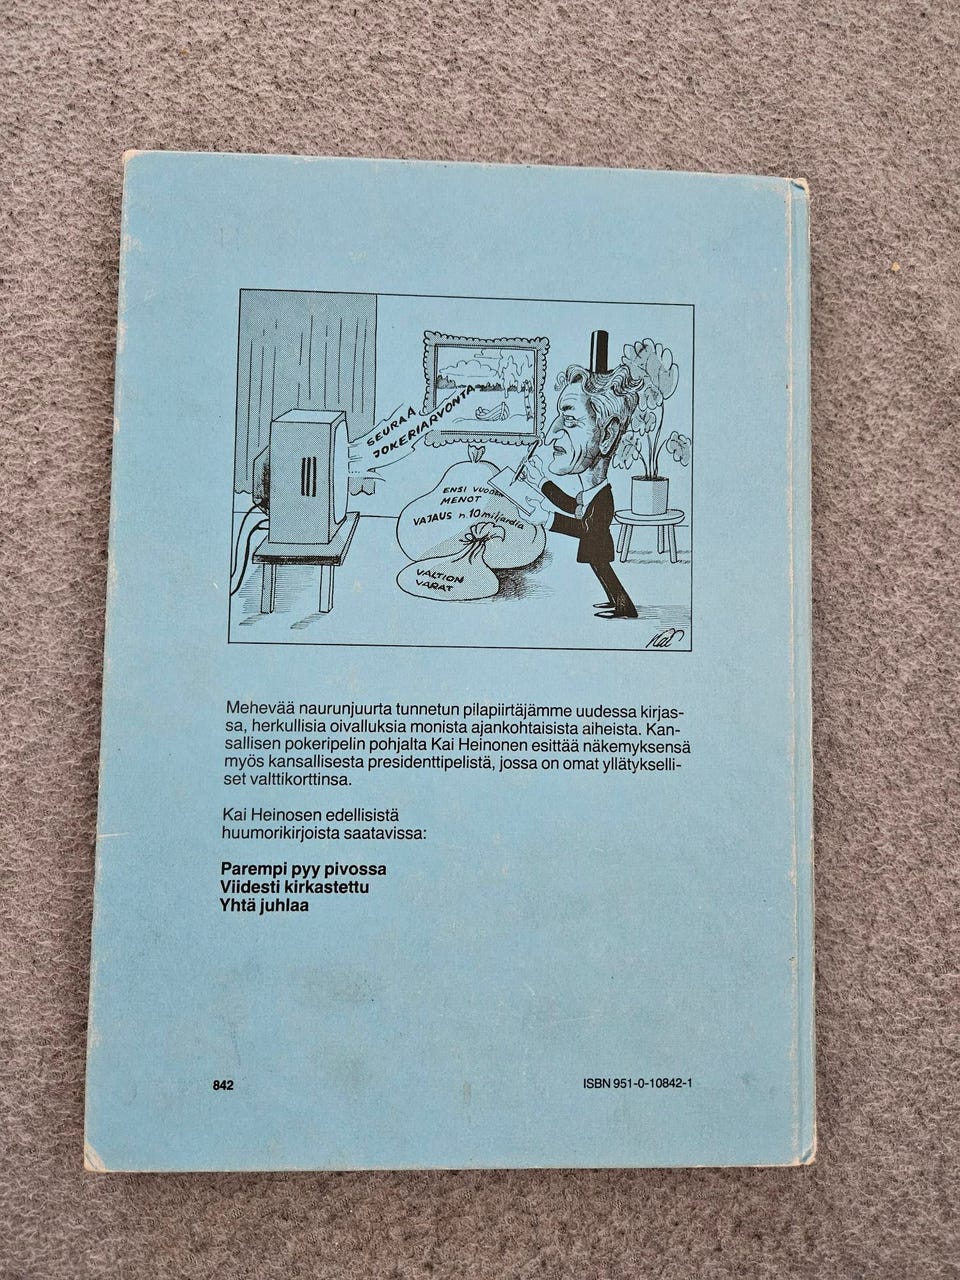 SEURAA
JOKERIARVONTA
ENSI VUODEN
MENOT
VAJAUS n. 10 miljardia
VALTION
VARAT
Kai
Mehevää naurunjuurta tunnetun pilapiirtäjämme uudessa kirjas-
sa, herkullisia oivalluksia monista ajankohtaisista aiheista. Kan-
sallisen pokeripelin pohjalta Kai Heinonen esittää näkemyksensä
myös kansallisesta presidenttipelistä, jossa on omat yllätykselli-
set valttikorttinsa.
Kai Heinosen edellisistä
huumorikirjoista saatavissa:
Parempi pyy pivossa
Viidesti kirkastettu
Yhtä juhlaa
842
ISBN 951-0-10842-1